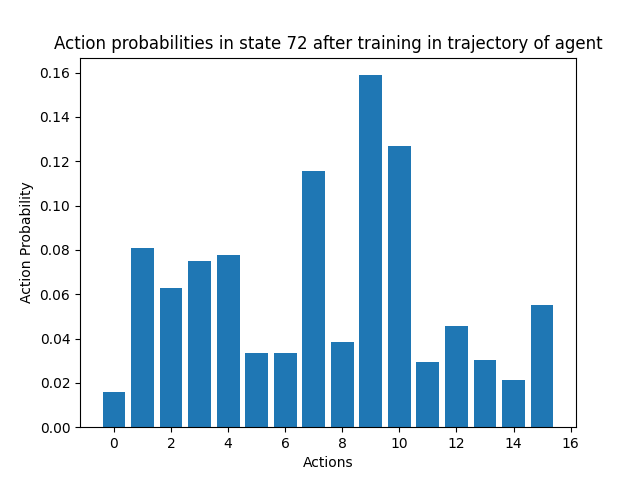 Action probabilities in state 72 after training in trajectory of agent
0.16
0.14
0.12
0.10
0.08
0.06
0.04
0.02
0.00
Action Probability
0 2 4 6 8 10 12 14 16
Actions